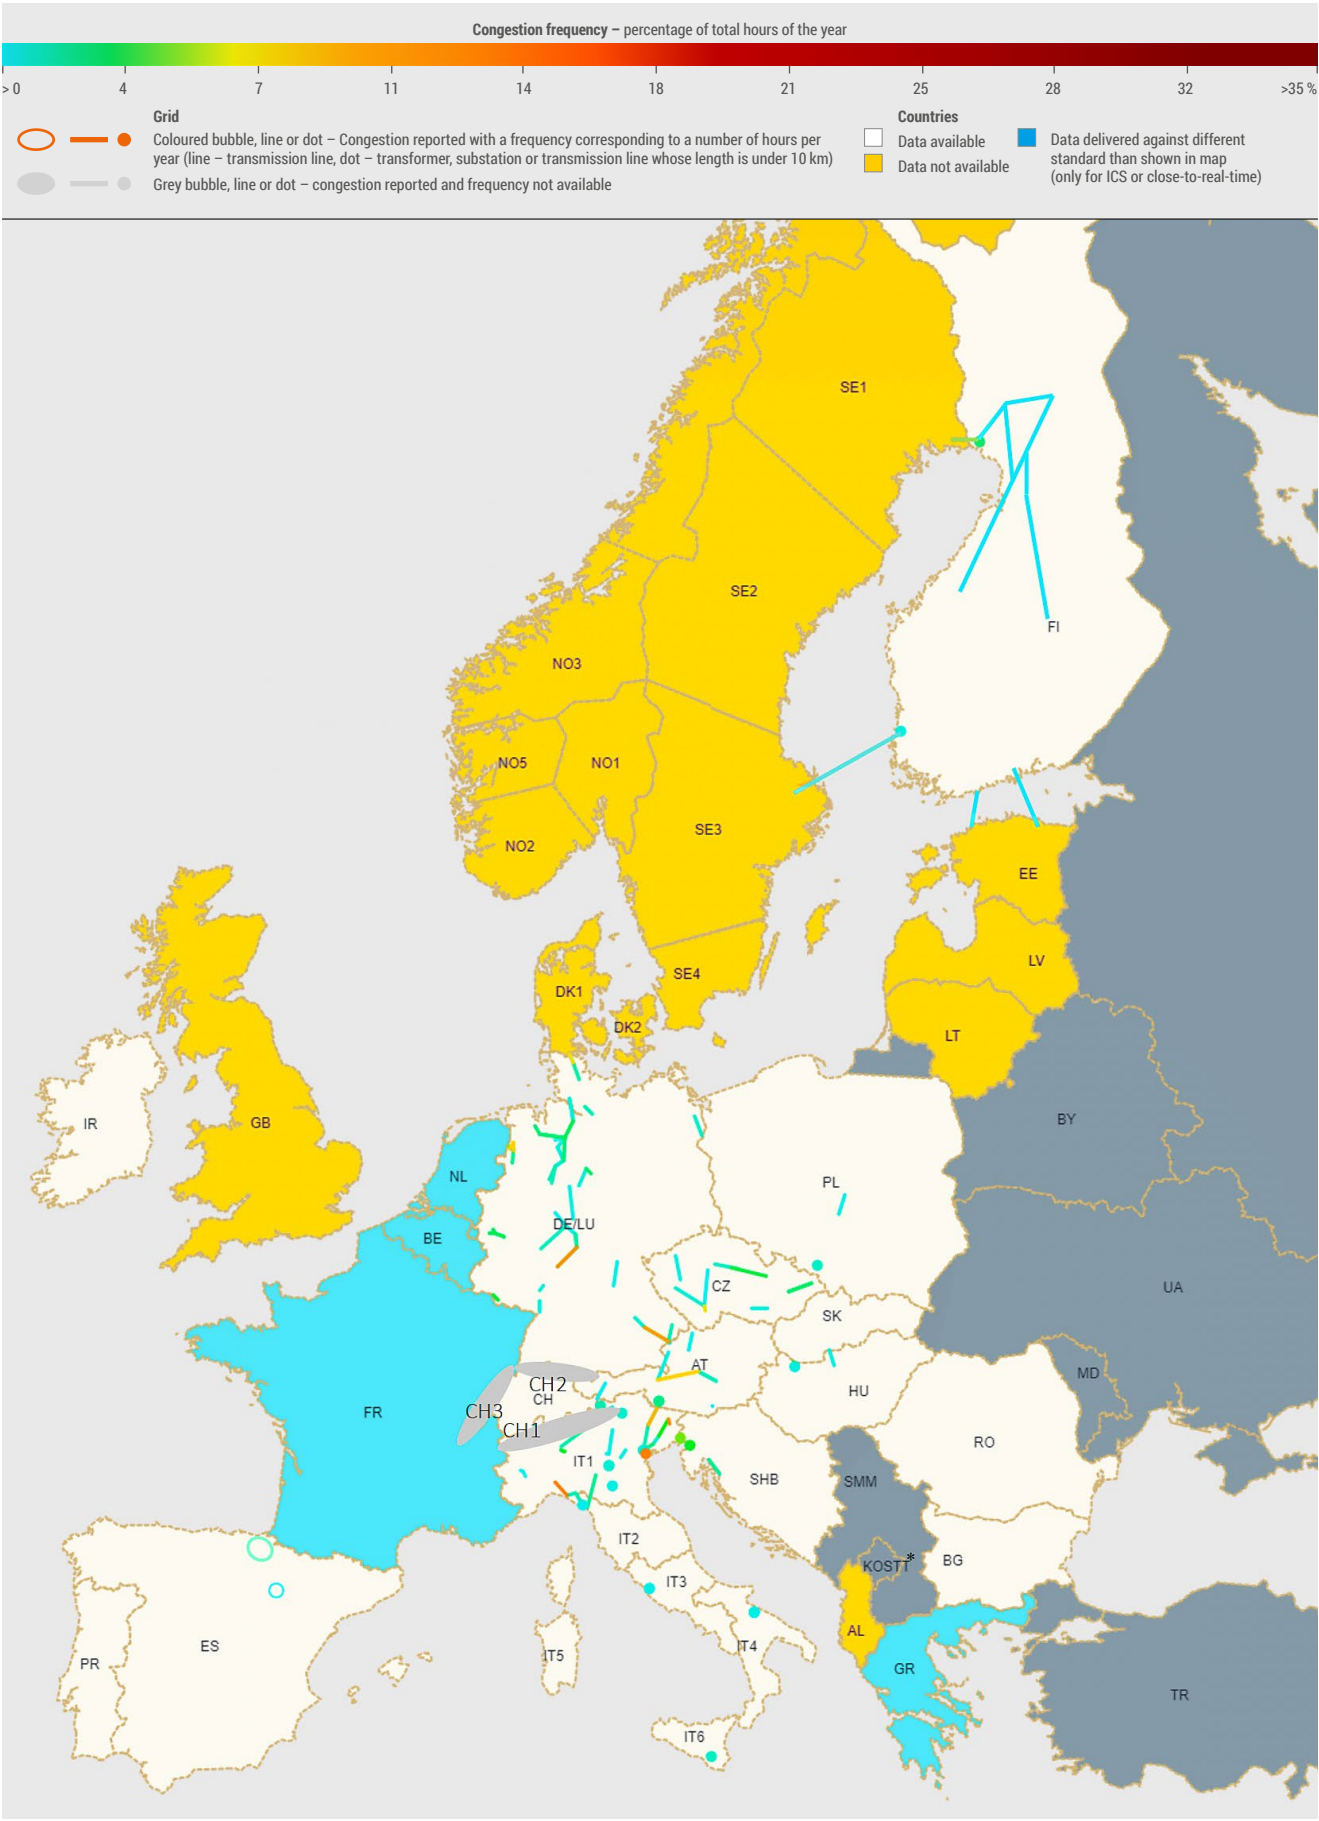 Congestion frequency – percentage of total hours of the year
> 0 4 7 11 14 18 21 25 28 32 >35 %
Grid
Coloured bubble, line or dot – Congestion reported with a frequency corresponding to a number of hours per
year (line – transmission line, dot – transformer, substation or transmission line whose length is under 10 km)
Grey bubble, line or dot – congestion reported and frequency not available
Countries
Data available
Data not available
Data delivered against different
standard than shown in map
(only for ICS or close-to-real-time)
SE1
SE2
FI
NO3
NO5
NO1
SE3
NO2
EE
LV
SE4
DK1
DK2
LT
IR
GB
BY
NL
PL
DE/LU
BE
CZ
UA
SK
AT
MD
CH2
CH
HU
CH3
FR
CH1
RO
IT1
SHB
SMM
IT2
KOSTT*
BG
IT3
AL
ES
IT4
PR
IT5
GR
TR
IT6